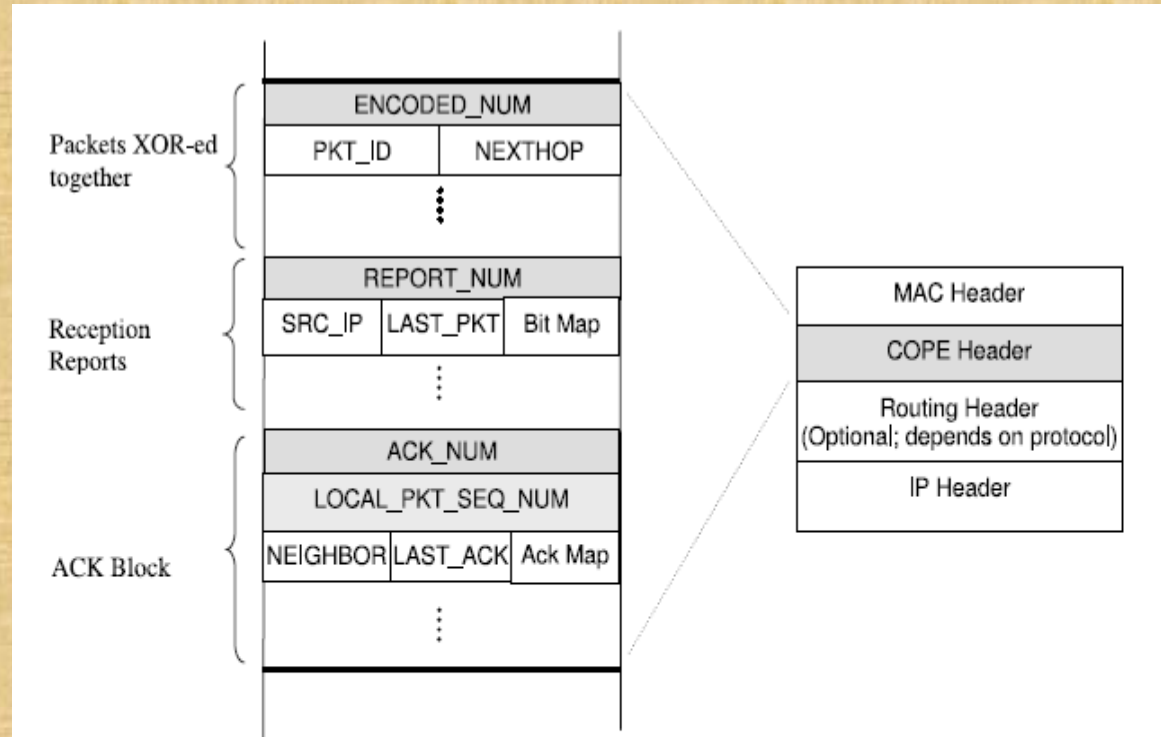 Packets XOR-ed
together
ENCODED_NUM
PKT_ID NEXTHOP
Reception
Reports
REPORT_NUM
SRC_IP LAST_PKT Bit Map
ACK Block
ACK_NUM
LOCAL_PKT_SEQ_NUM
NEIGHBOR LAST_ACK Ack Map
MAC Header
COPE Header
Routing Header
(Optional; depends on protocol)
IP Header